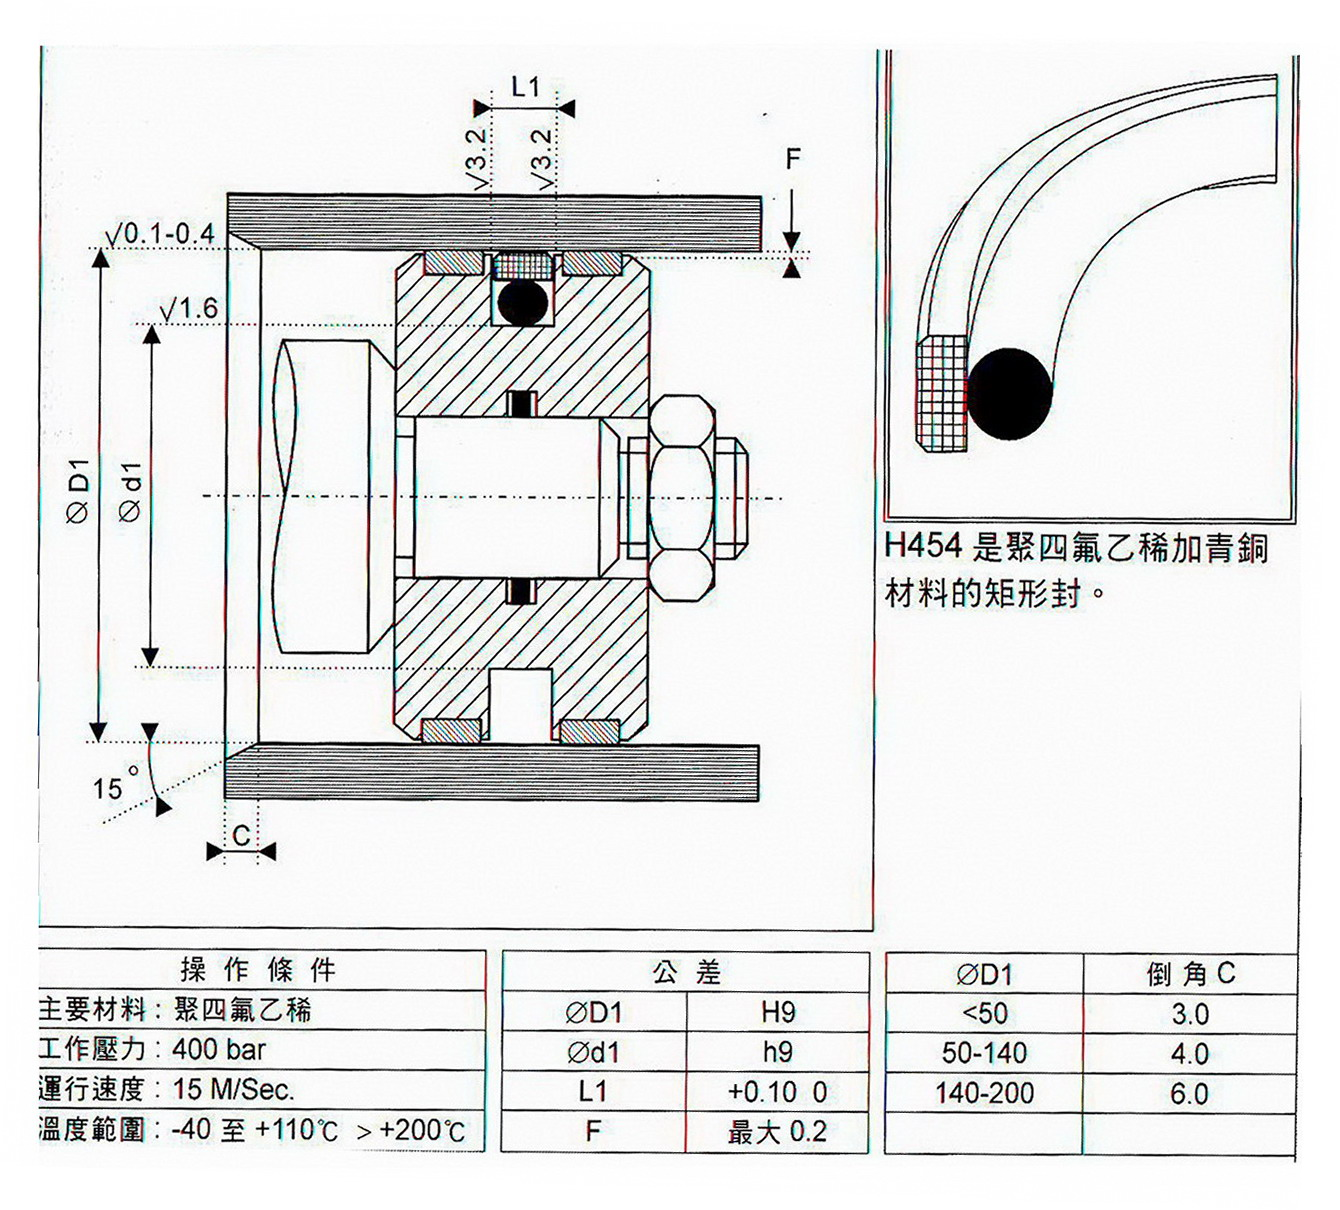 L1
√3.2
√3.2
F
√0.1-0.4
√1.6
∅D1
∅d1
15°
C
H454 是聚四氟乙稀加青銅
材料的矩形封。
操作條件
主要材料：聚四氟乙稀
工作壓力：400 bar
運行速度：15 M/Sec.
溫度範圍：-40 至 +110℃ ＞+200℃
公差
∅D1 H9
∅d1 h9
L1 +0.10 0
F 最大 0.2
∅D1 倒角 C
<50 3.0
50-140 4.0
140-200 6.0